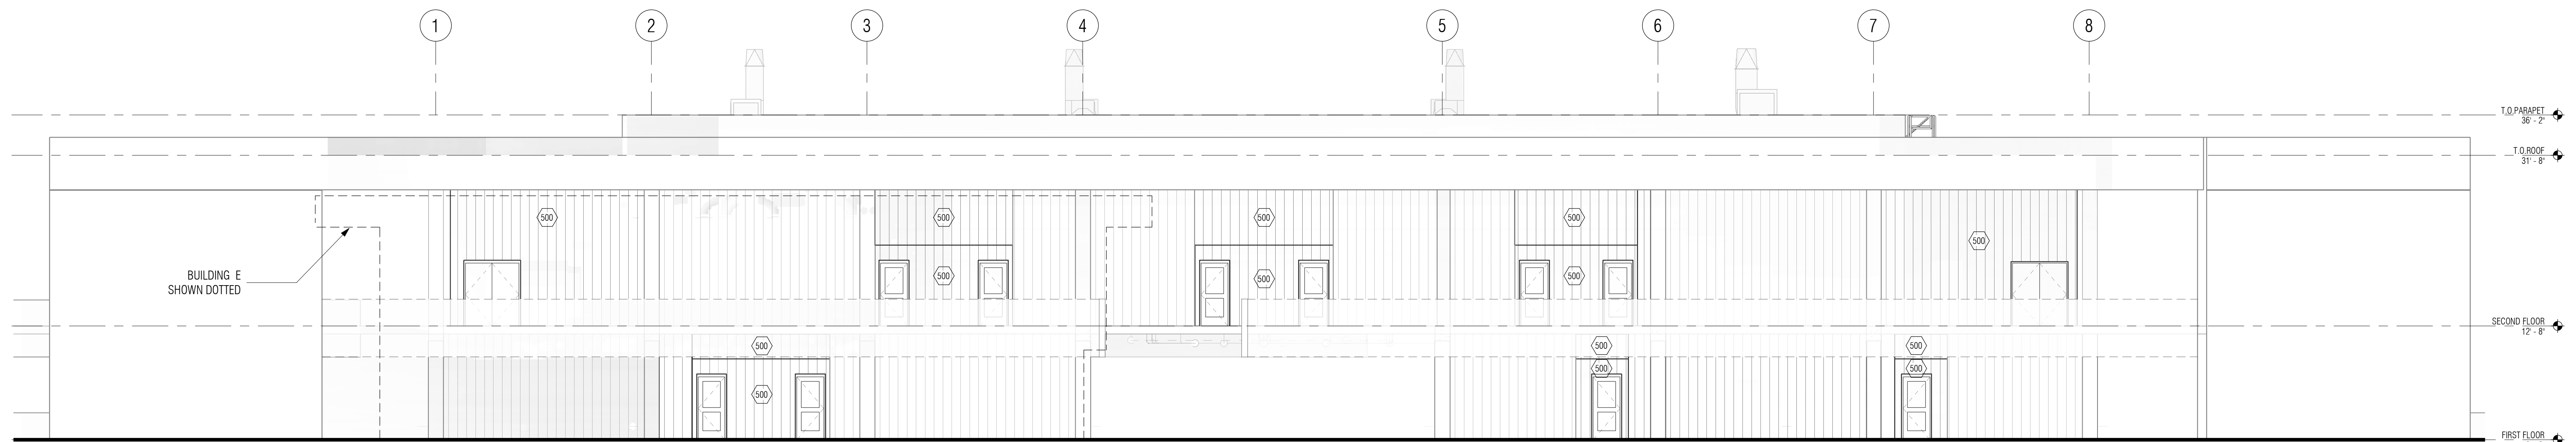 1 2 3 4 5 6 7 8
T.O.PARAPET
36' - 2"
T.O.ROOF
31' - 8"
500 500 500 500
500
BUILDING E
SHOWN DOTTED
500 500 500
SECOND FLOOR
12' - 8"
500 500 500
500 500 500
FIRST FLOOR